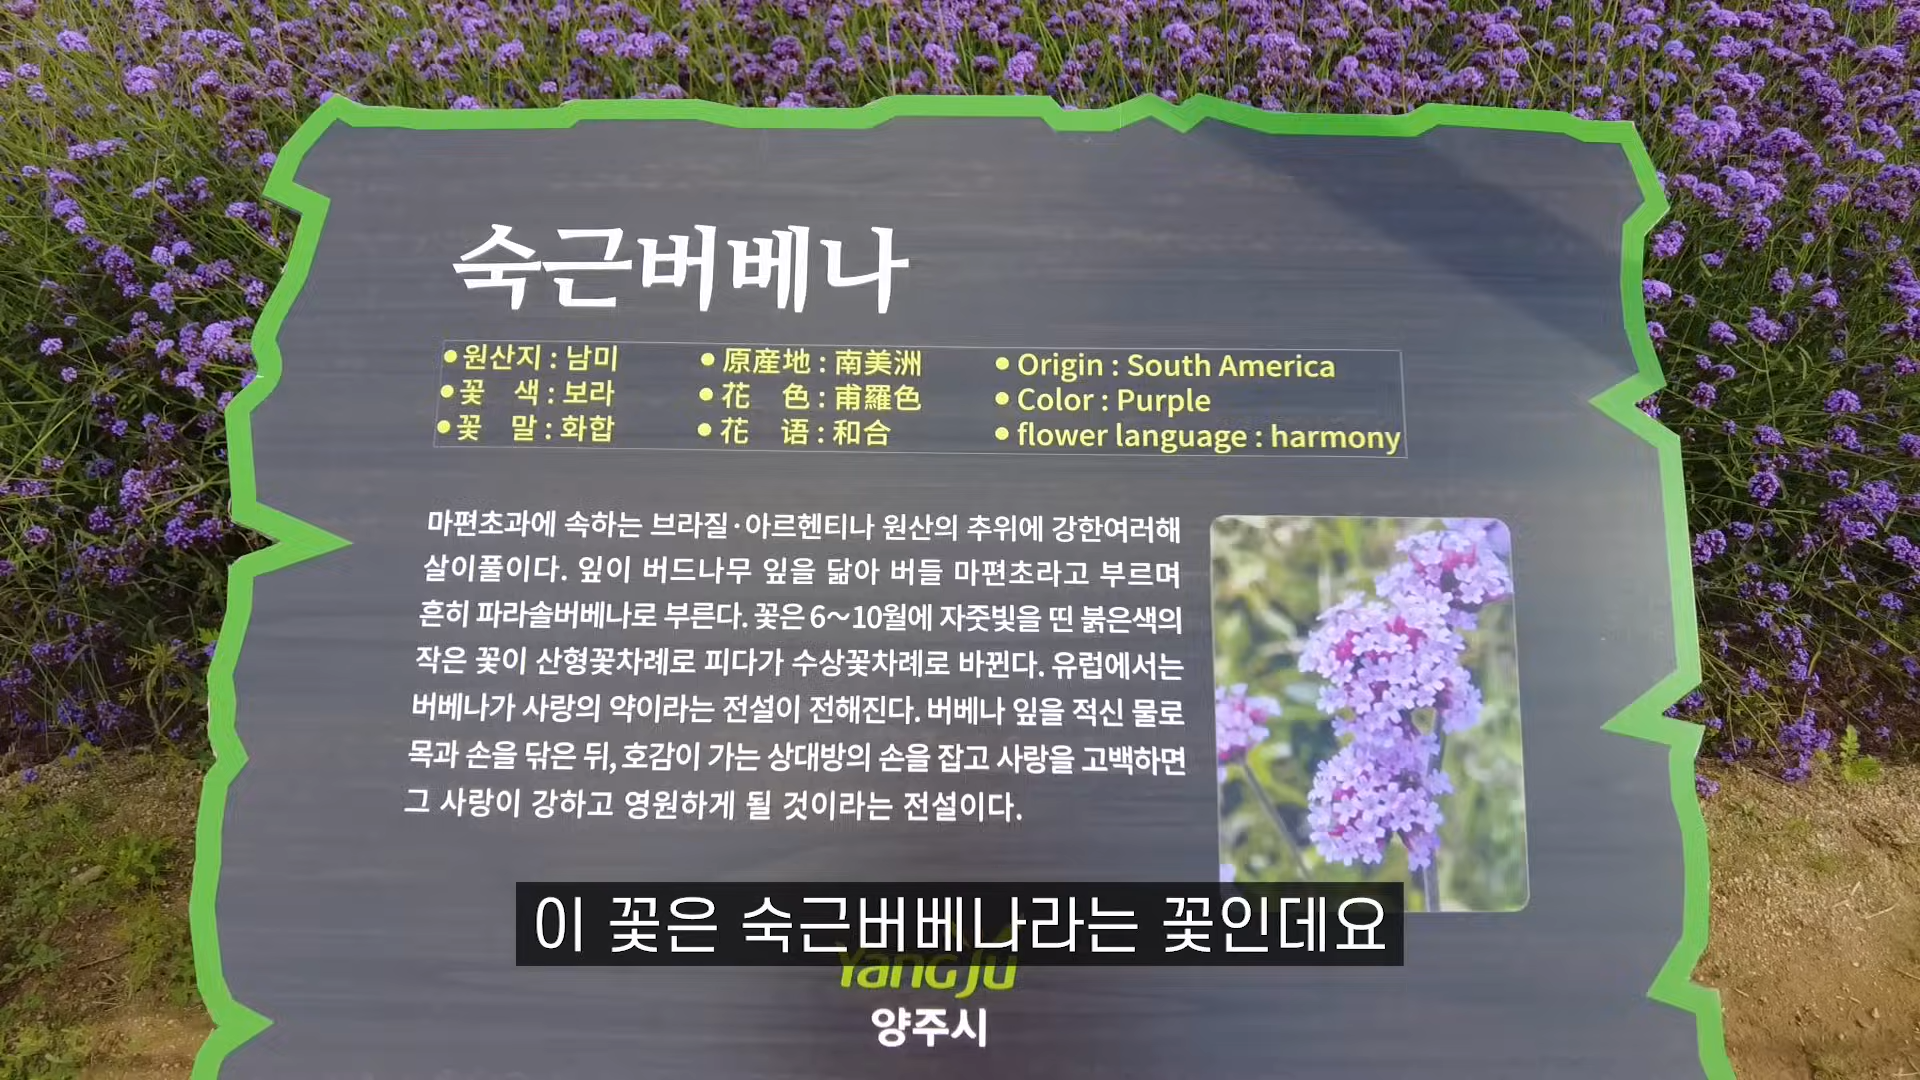 숙근버베나
●원산지 : 남미
●꽃 색 : 보라
●꽃 말 : 화합
●原産地 : 南美洲
●花 色 : 甫羅色
●花 语 : 和合
●Origin : South America
●Color : Purple
●flower language : harmony
마편초과에 속하는 브라질·아르헨티나 원산의 추위에 강한여러해
살이풀이다. 잎이 버드나무 잎을 닮아 버들 마편초라고 부르며
흔히 파라솔버베나로 부른다. 꽃은 6~10월에 자줏빛을 띤 붉은색의
작은 꽃이 산형꽃차례로 피다가 수상꽃차례로 바뀐다. 유럽에서는
버베나가 사랑의 약이라는 전설이 전해진다. 버베나 잎을 적신 물로
목과 손을 닦은 뒤, 호감이 가는 상대방의 손을 잡고 사랑을 고백하면
그 사랑이 강하고 영원하게 될 것이라는 전설이다.
이 꽃은 숙근버베나라는 꽃인데요
YangJu
양주시